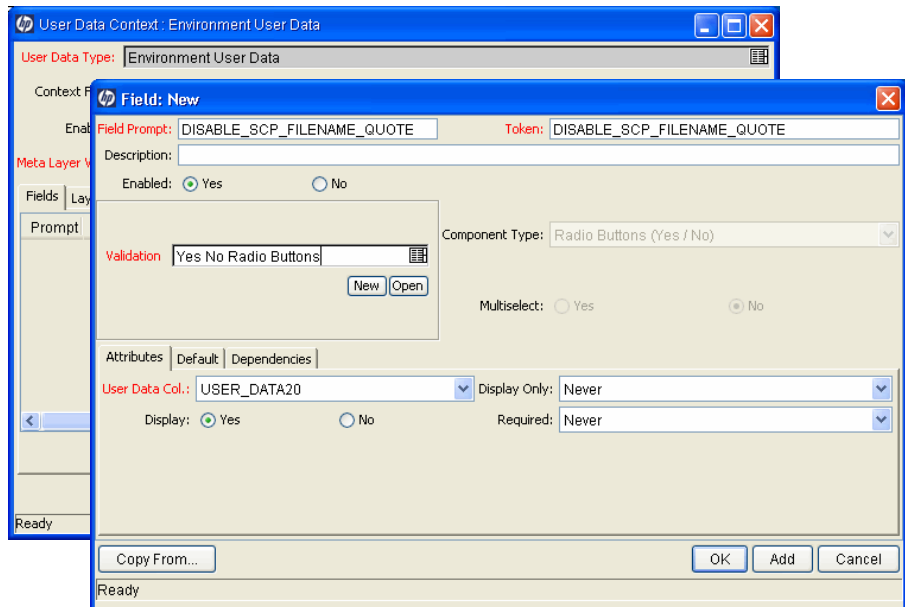 hp User Data Context : Environment User Data
User Data Type: Environment User Data
Context F
Enab
Meta Layer V
Fields Lay
Prompt
Ready
hp Field: New
Field Prompt: DISABLE_SCP_FILENAME_QUOTE Token: DISABLE_SCP_FILENAME_QUOTE
Description:
Enabled: Yes No
Validation Yes No Radio Buttons
New Open
Component Type: Radio Buttons (Yes / No)
Multiselect: Yes No
Attributes Default Dependencies
User Data Col.: USER_DATA20 Display Only: Never
Display: Yes No Required: Never
Copy From... OK Add Cancel
Ready